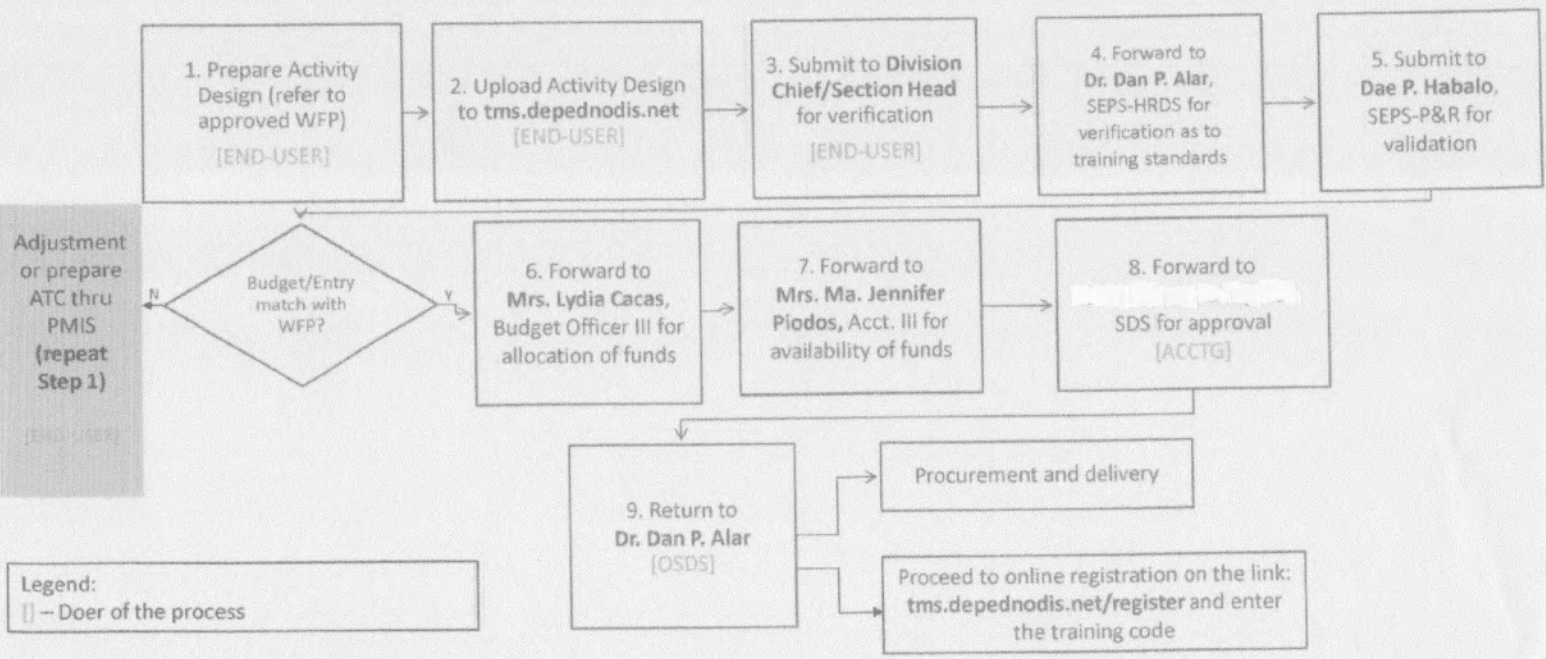 1. Prepare Activity
Design (refer to
approved WFP)
[END-USER]
2. Upload Activity Design
to tms.depednodis.net
[END-USER]
3. Submit to Division
Chief/Section Head
for verification
[END-USER]
4. Forward to
Dr. Dan P. Alar,
SEPS-HRDS for
verification as to
training standards
5. Submit to
Dae P. Habalo,
SEPS-P&R for
validation
Adjustment
or prepare
ATC thru
PMIS
(repeat
Step 1)
[END-USER]
N
Budget/Entry
match with
WFP?
Y
6. Forward to
Mrs. Lydia Cacas,
Budget Officer III for
allocation of funds
7. Forward to
Mrs. Ma. Jennifer
Piodos, Acct. III for
availability of funds
8. Forward to
SDS for approval
[ACCTG]
9. Return to
Dr. Dan P. Alar
[OSDS]
Procurement and delivery
Proceed to online registration on the link:
tms.depednodis.net/register and enter
the training code
Legend:
[] – Doer of the process